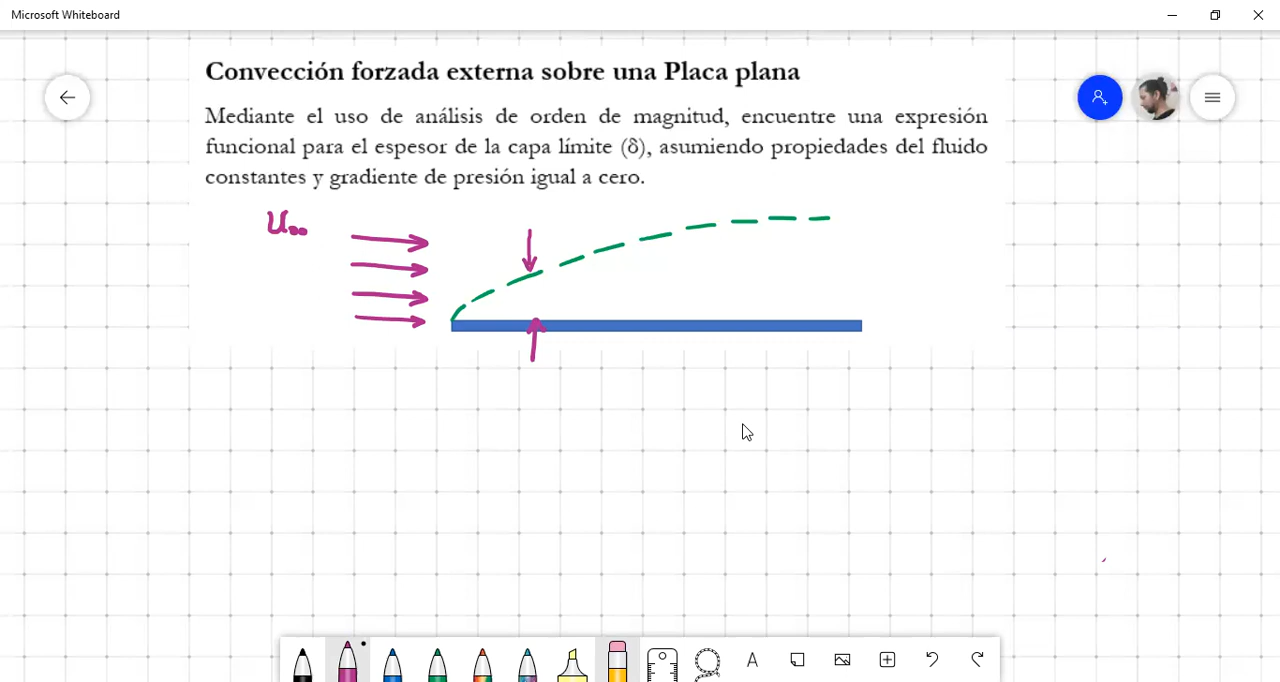 Microsoft Whiteboard
Convección forzada externa sobre una Placa plana
Mediante el uso de análisis de orden de magnitud, encuentre una expresión
funcional para el espesor de la capa límite (δ), asumiendo propiedades del fluido
constantes y gradiente de presión igual a cero.
U∞
A